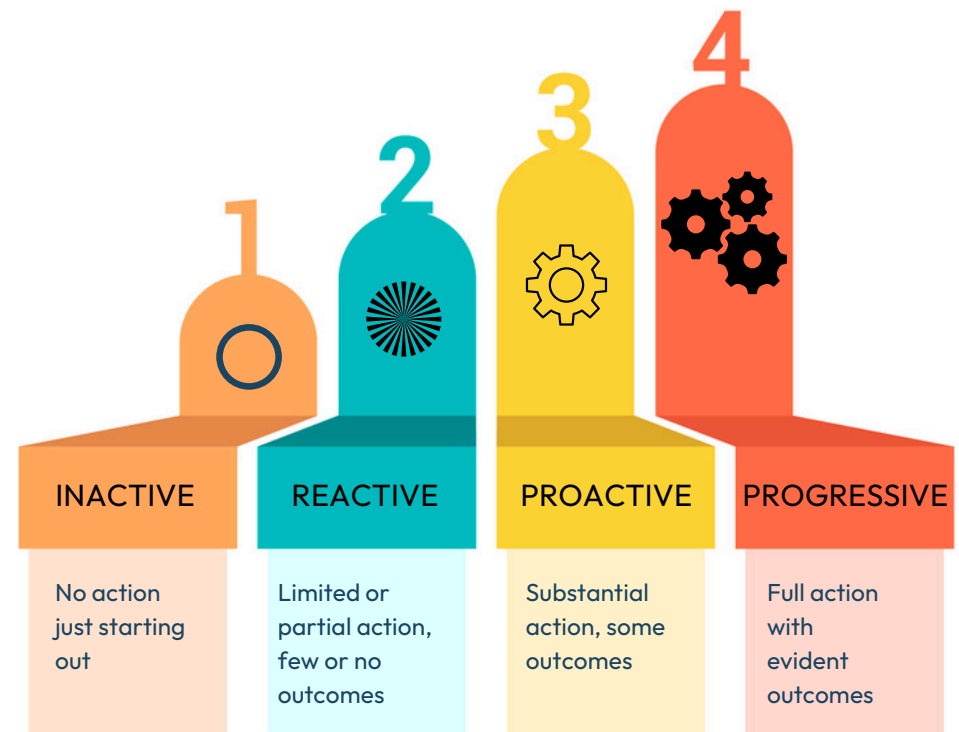 1
2
3
4
INACTIVE
REACTIVE
PROACTIVE
PROGRESSIVE
No action
just starting
out
Limited or
partial action,
few or no
outcomes
Substantial
action, some
outcomes
Full action
with
evident
outcomes